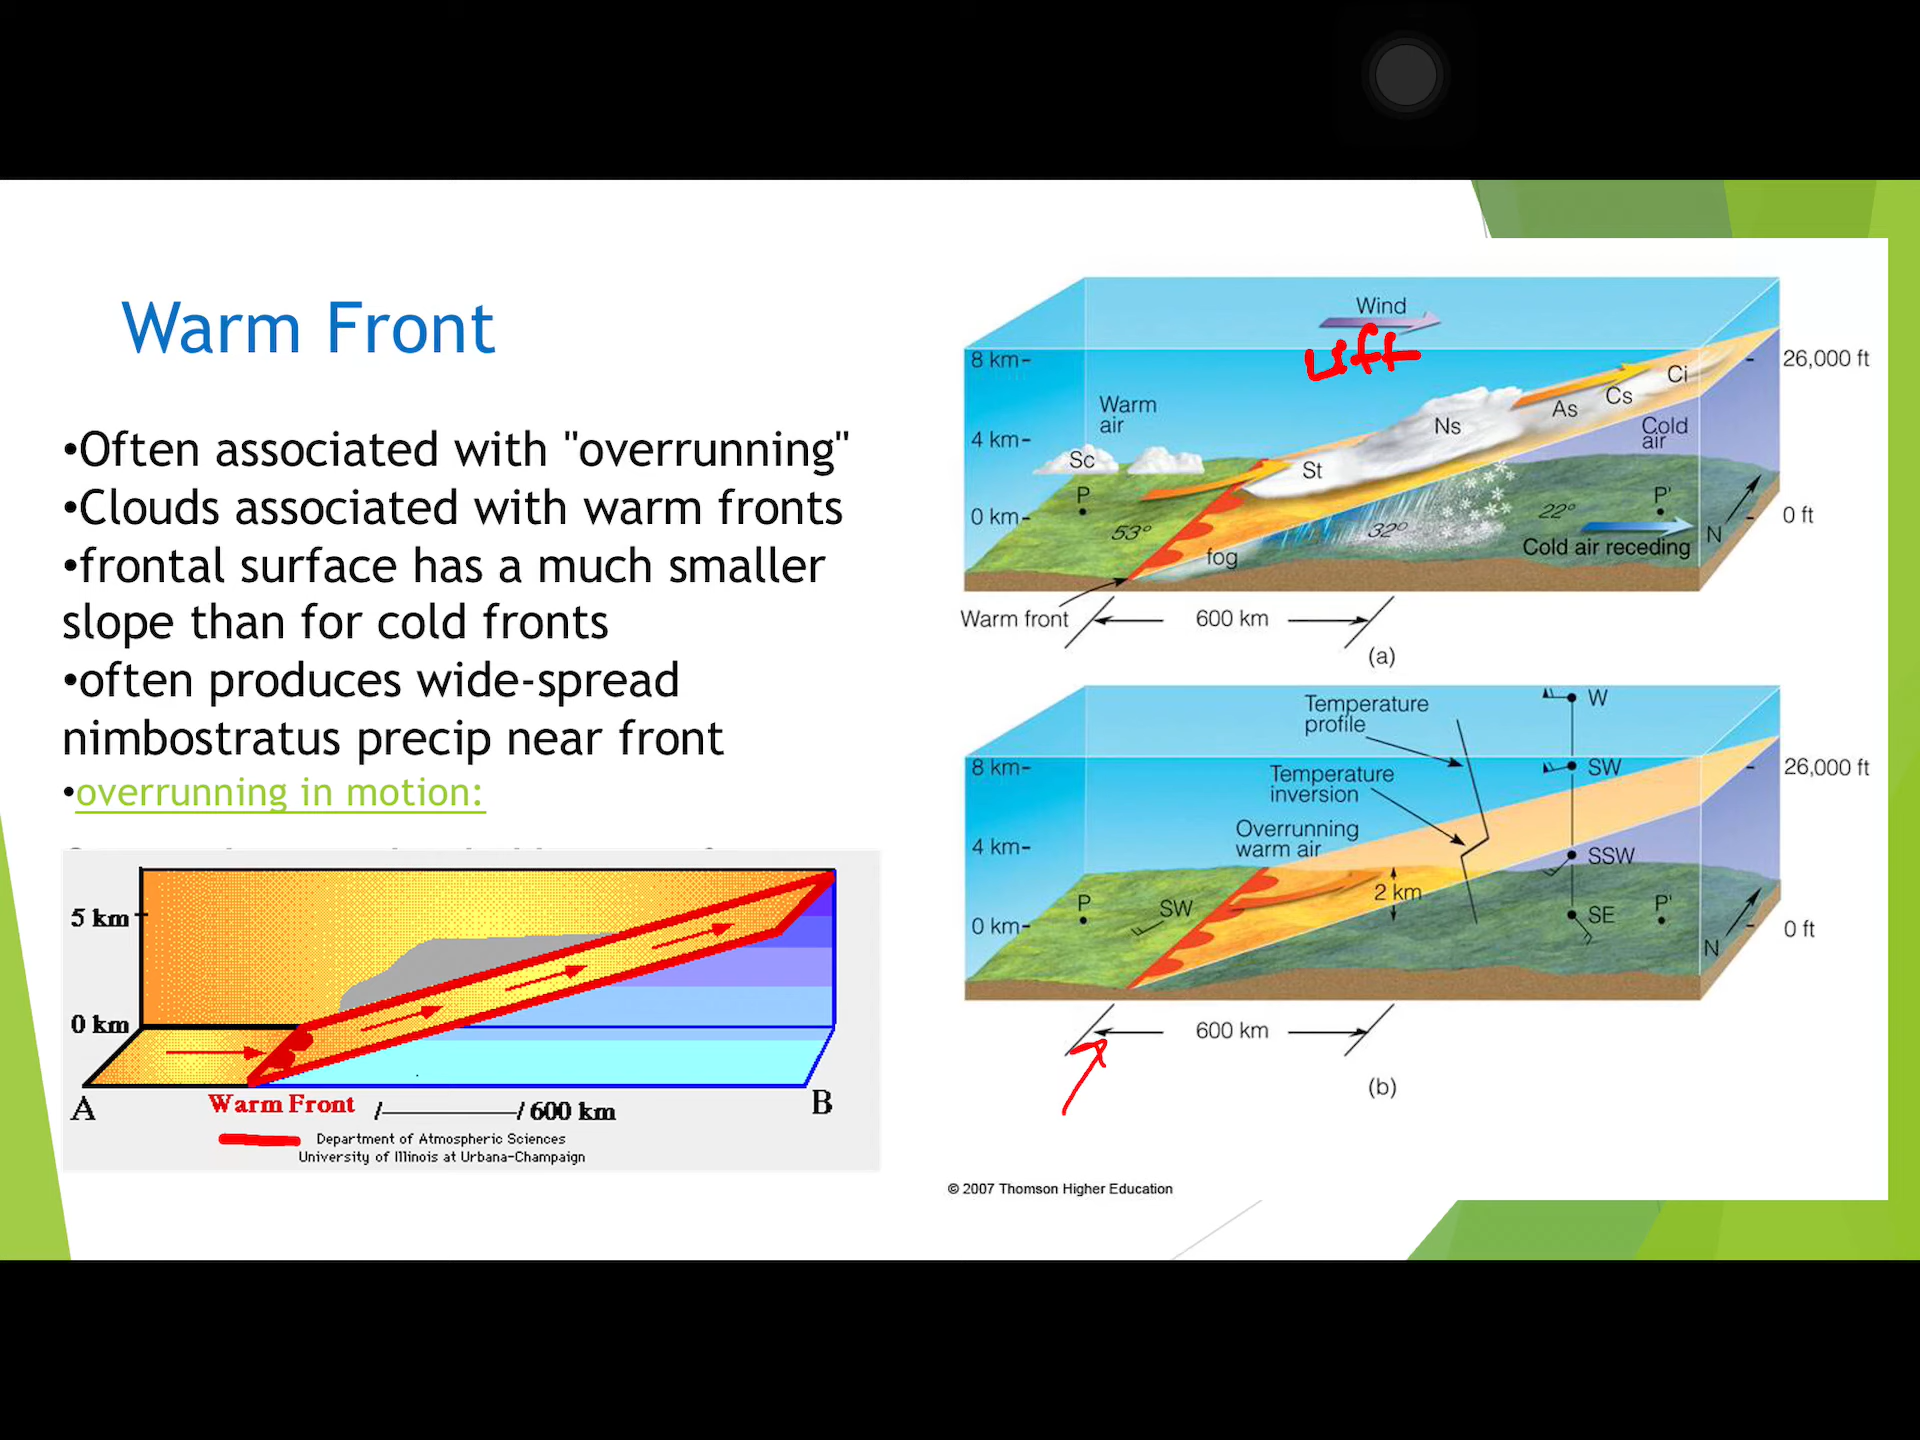 Warm Front
•Often associated with "overrunning"
•Clouds associated with warm fronts
•frontal surface has a much smaller
slope than for cold fronts
•often produces wide-spread
nimbostratus precip near front
•overrunning in motion:
5 km
0 km
A
Warm Front
600 km
B
Department of Atmospheric Sciences
University of Illinois at Urbana-Champaign
Wind
Lift
8 km
26,000 ft
Warm
air
4 km
Sc
St
Ns
As
Cs
Ci
Cold
air
P
P'
0 km
0 ft
53°
32°
22°
N
fog
Cold air receding
Warm front
600 km
(a)
Temperature
profile
W
8 km
SW
26,000 ft
Temperature
inversion
Overrunning
warm air
4 km
SSW
2 km
P
SW
SE
P'
0 km
0 ft
N
600 km
(b)
© 2007 Thomson Higher Education